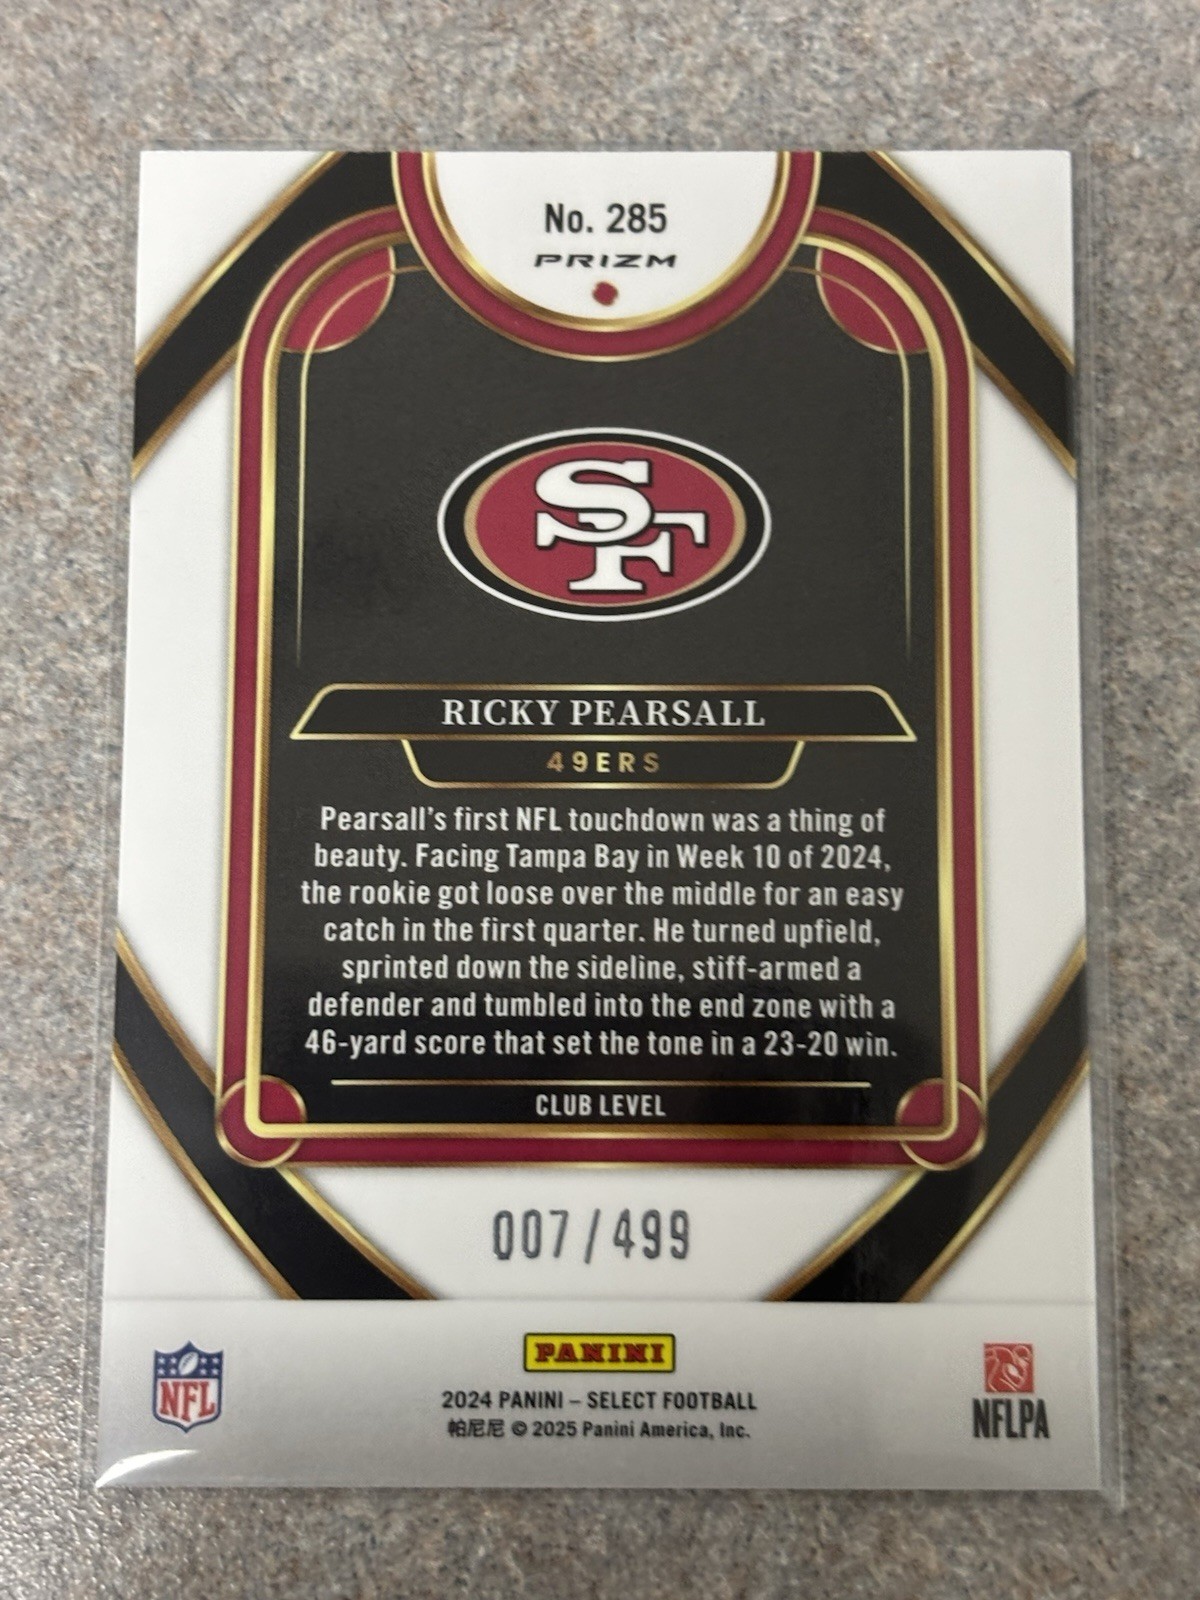 No. 285
PRIZM
SF
RICKY PEARSALL
49ERS
Pearsall's first NFL touchdown was a thing of
beauty. Facing Tampa Bay in Week 10 of 2024,
the rookie got loose over the middle for an easy
catch in the first quarter. He turned upfield,
sprinted down the sideline, stiff-armed a
defender and tumbled into the end zone with a
46-yard score that set the tone in a 23-20 win.
CLUB LEVEL
007/499
NFL
PANINI
2024 PANINI – SELECT FOOTBALL
帕尼尼 © 2025 Panini America, Inc.
NFLPA